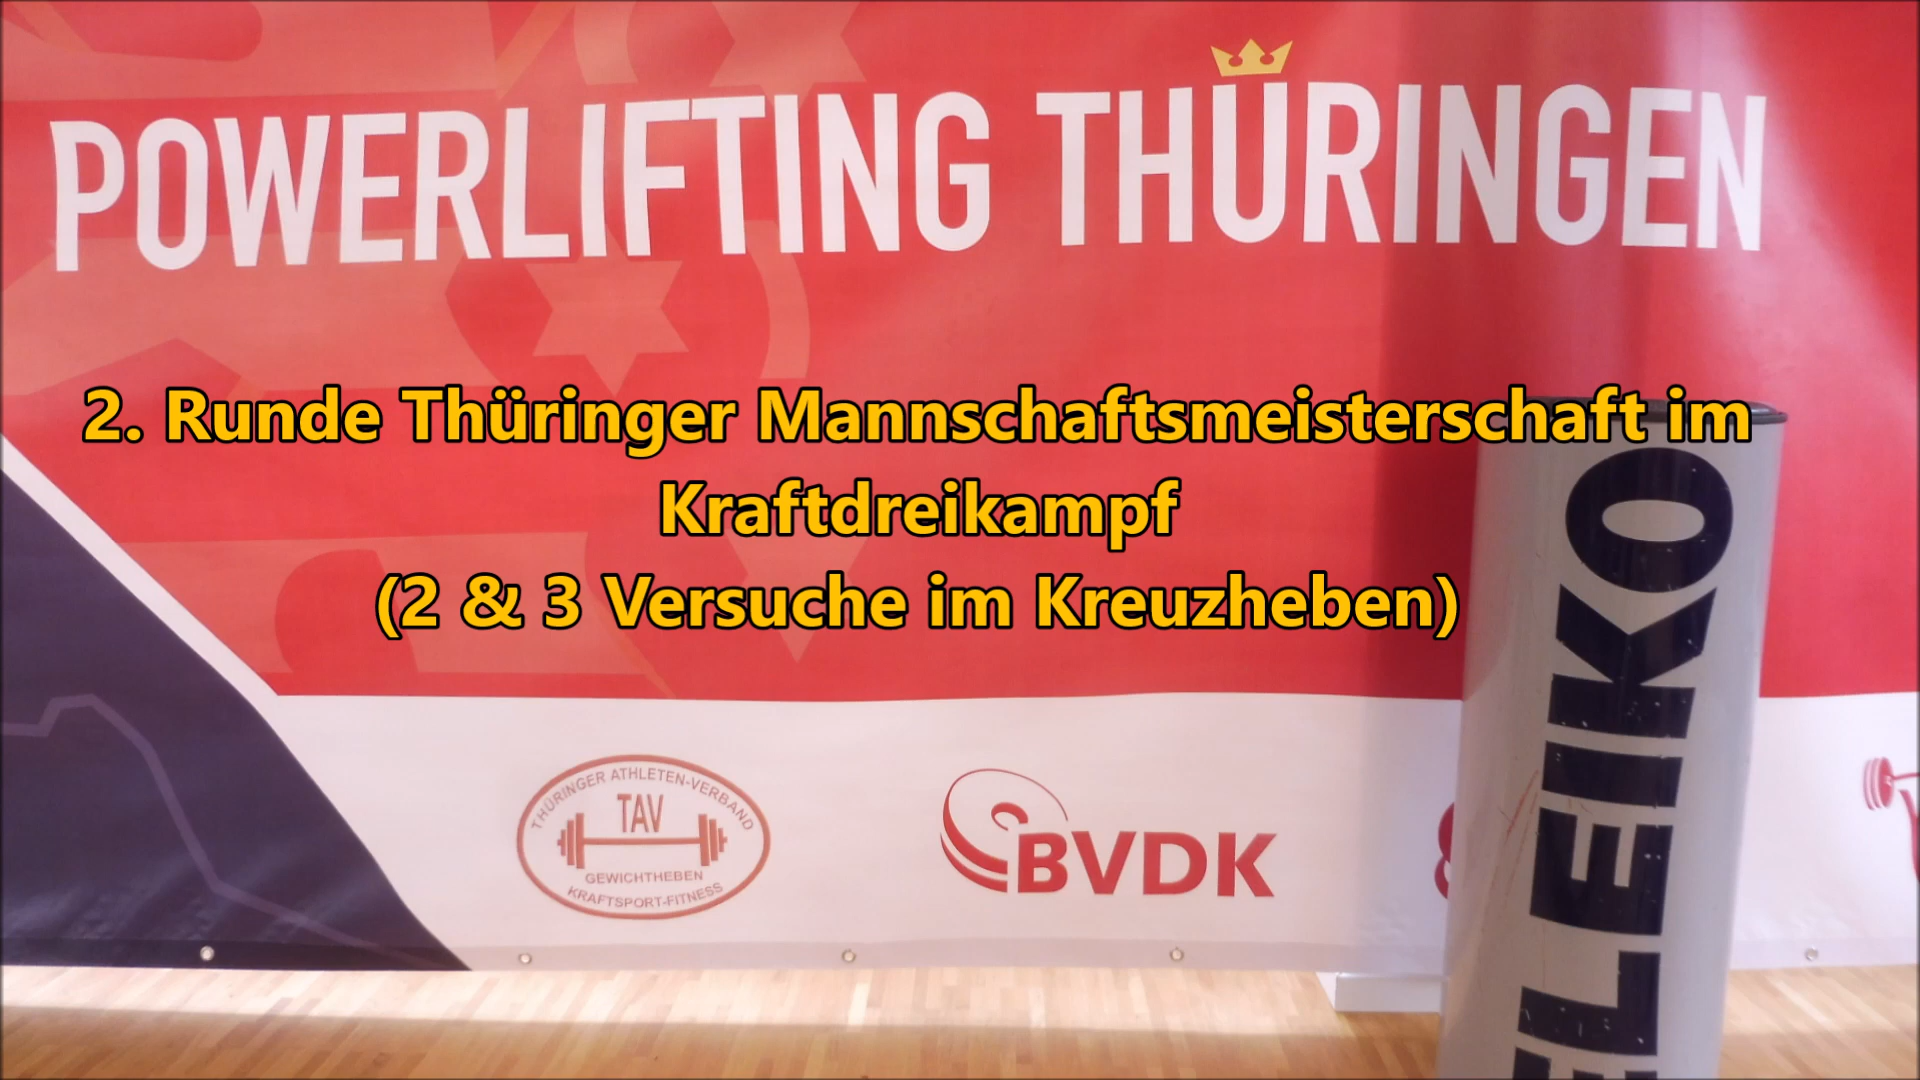 POWERLIFTING THÜRINGEN
2. Runde Thüringer Mannschaftsmeisterschaft im
Kraftdreikampf
(2 & 3 Versuche im Kreuzheben)
THÜRINGER ATHLETEN-VERBAND
TAV
GEWICHTHEBEN
KRAFTSPORT-FITNESS
BVDK
ELEIKO